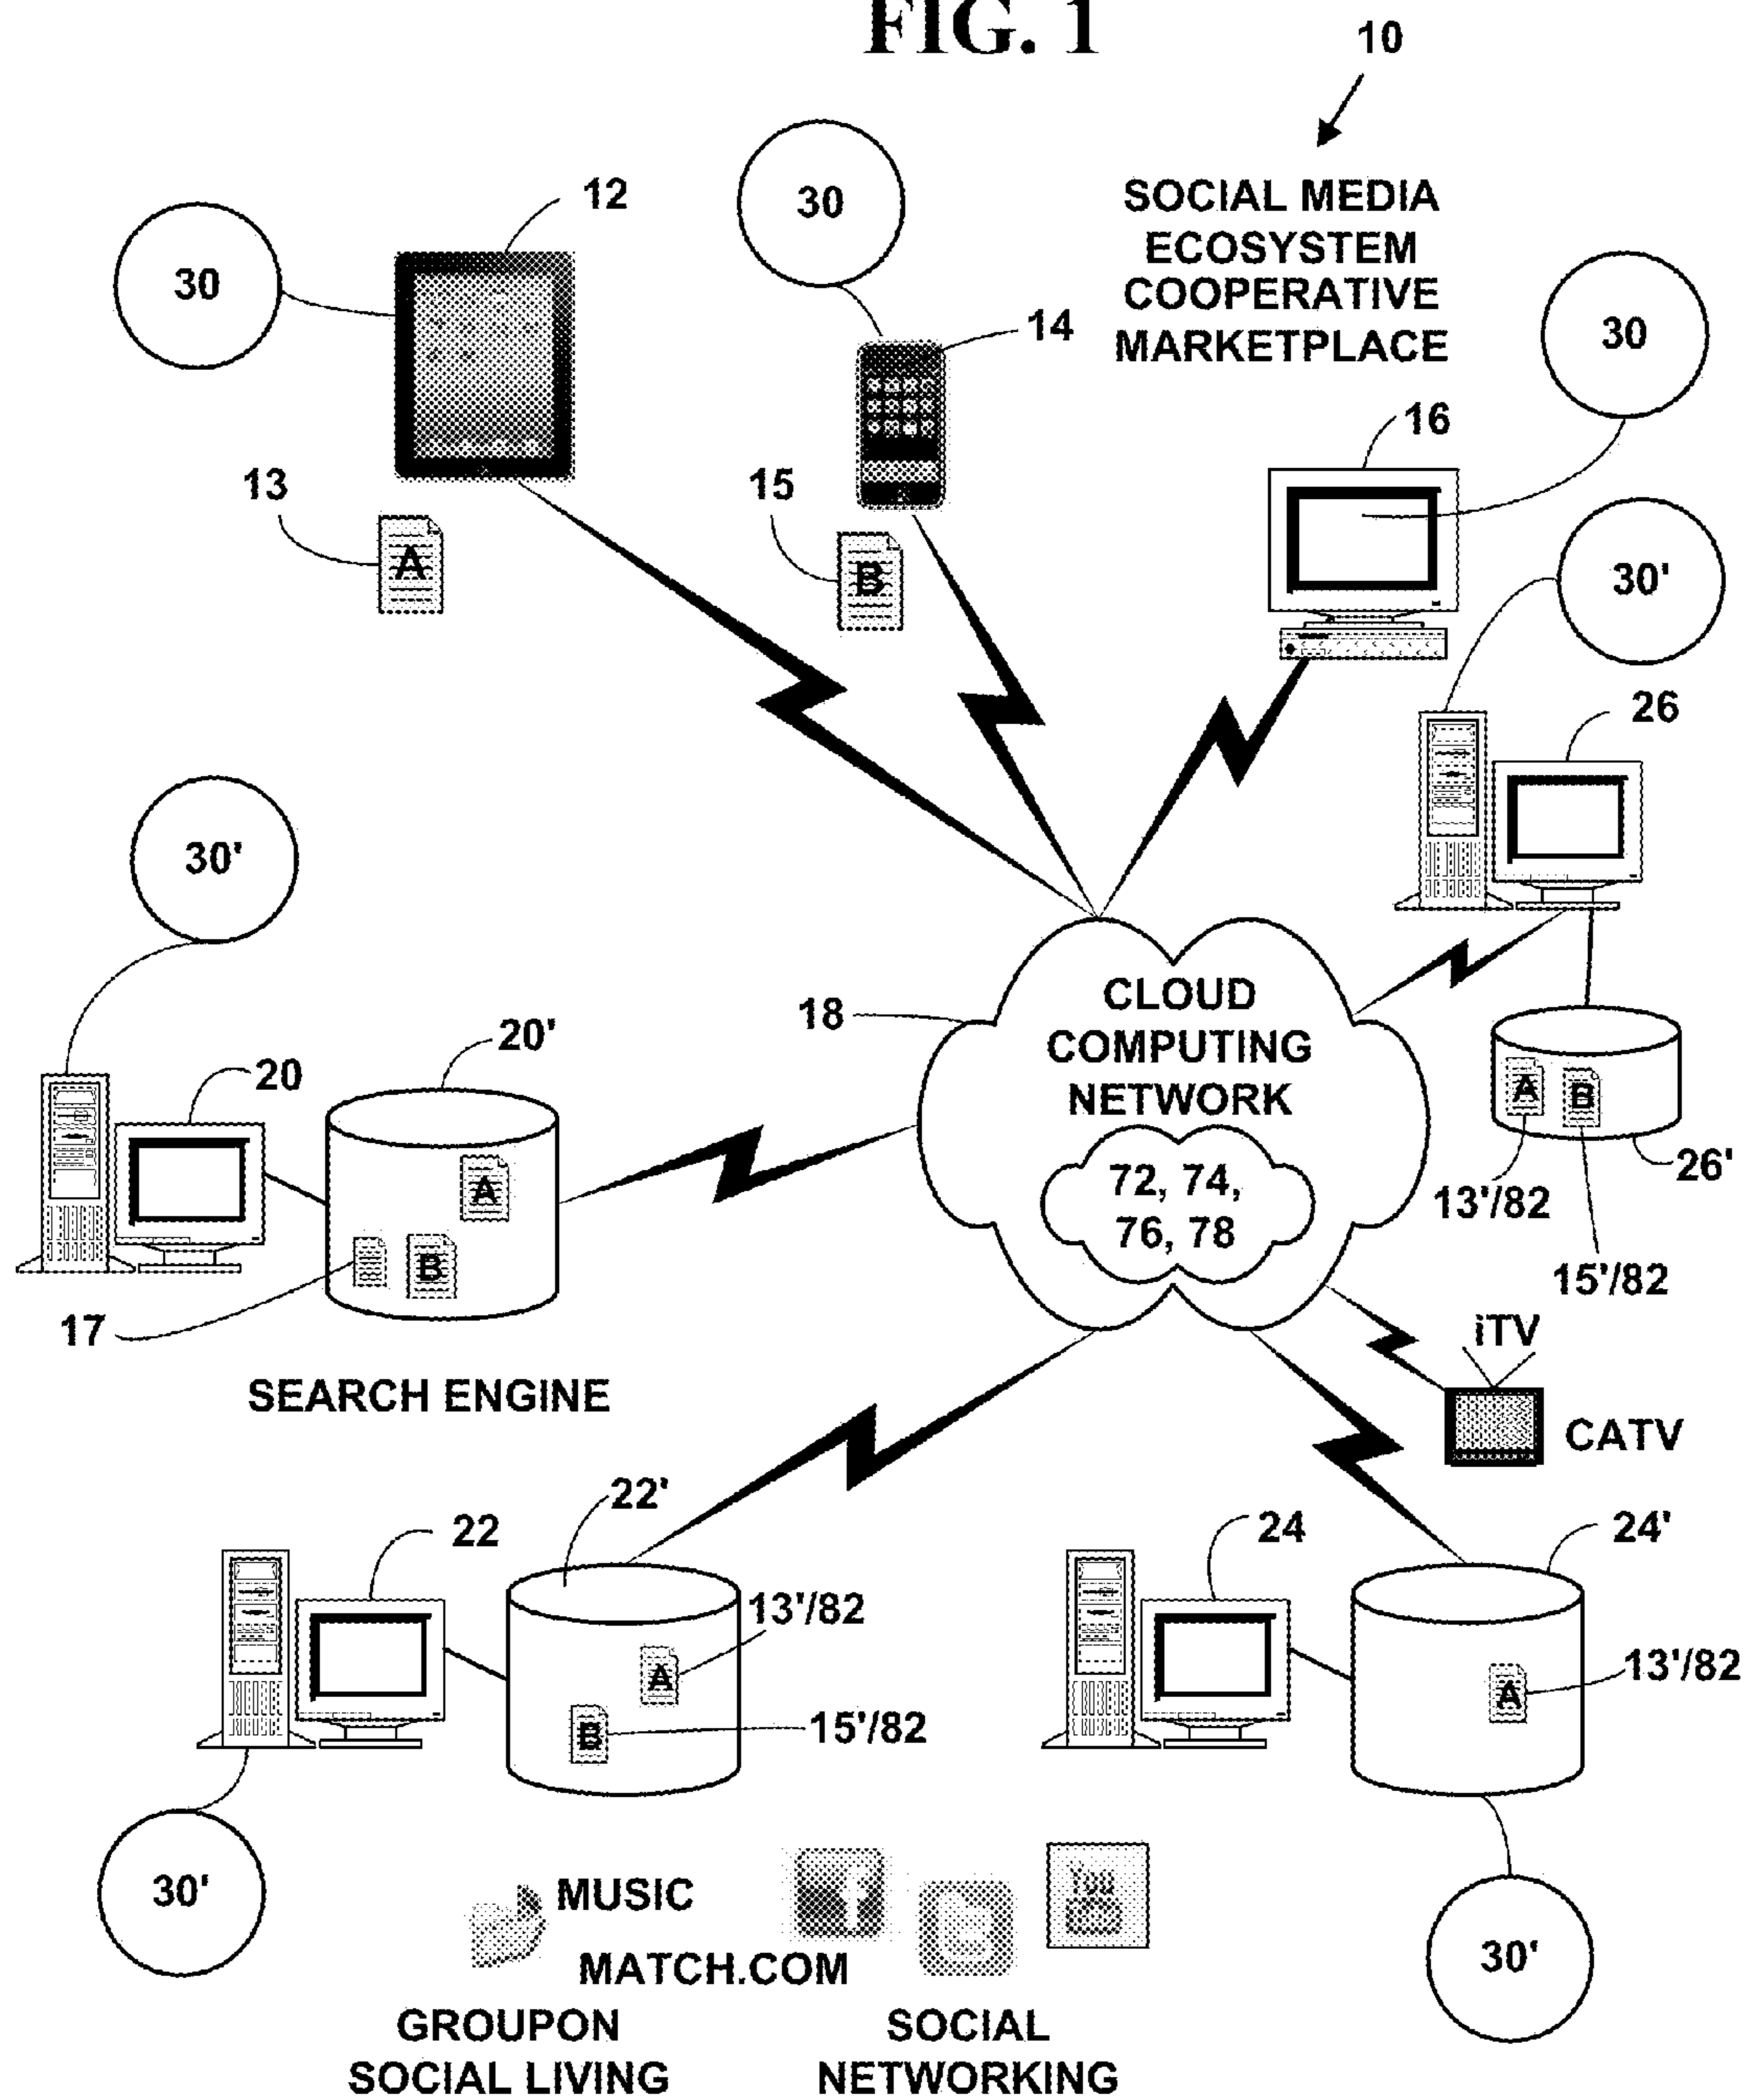 FIG. 1
10
SOCIAL MEDIA
ECOSYSTEM
COOPERATIVE
MARKETPLACE
30
12
30
14
30
16
13
A
15
B
30'
26
30'
18
CLOUD
COMPUTING
NETWORK
72, 74,
76, 78
20
20'
A
B
17
SEARCH ENGINE
A
B
26'
13'/82
15'/82
iTV
CATV
22
22'
13'/82
A
B
15'/82
24
24'
13'/82
A
30'
30'
MUSIC
f
t
You
MATCH.COM
GROUPON
SOCIAL LIVING
SOCIAL
NETWORKING